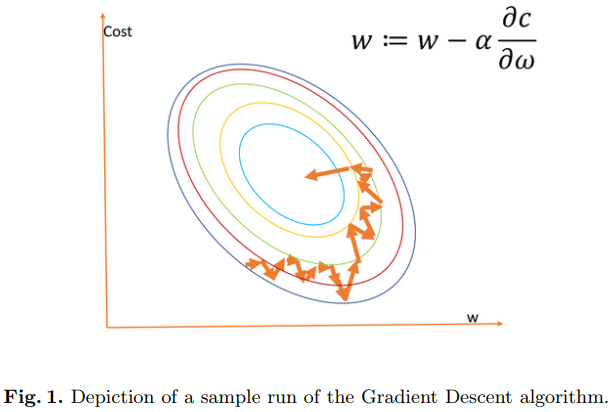 Cost
w ≔ w − α ∂c/∂ω
w
Fig. 1. Depiction of a sample run of the Gradient Descent algorithm.